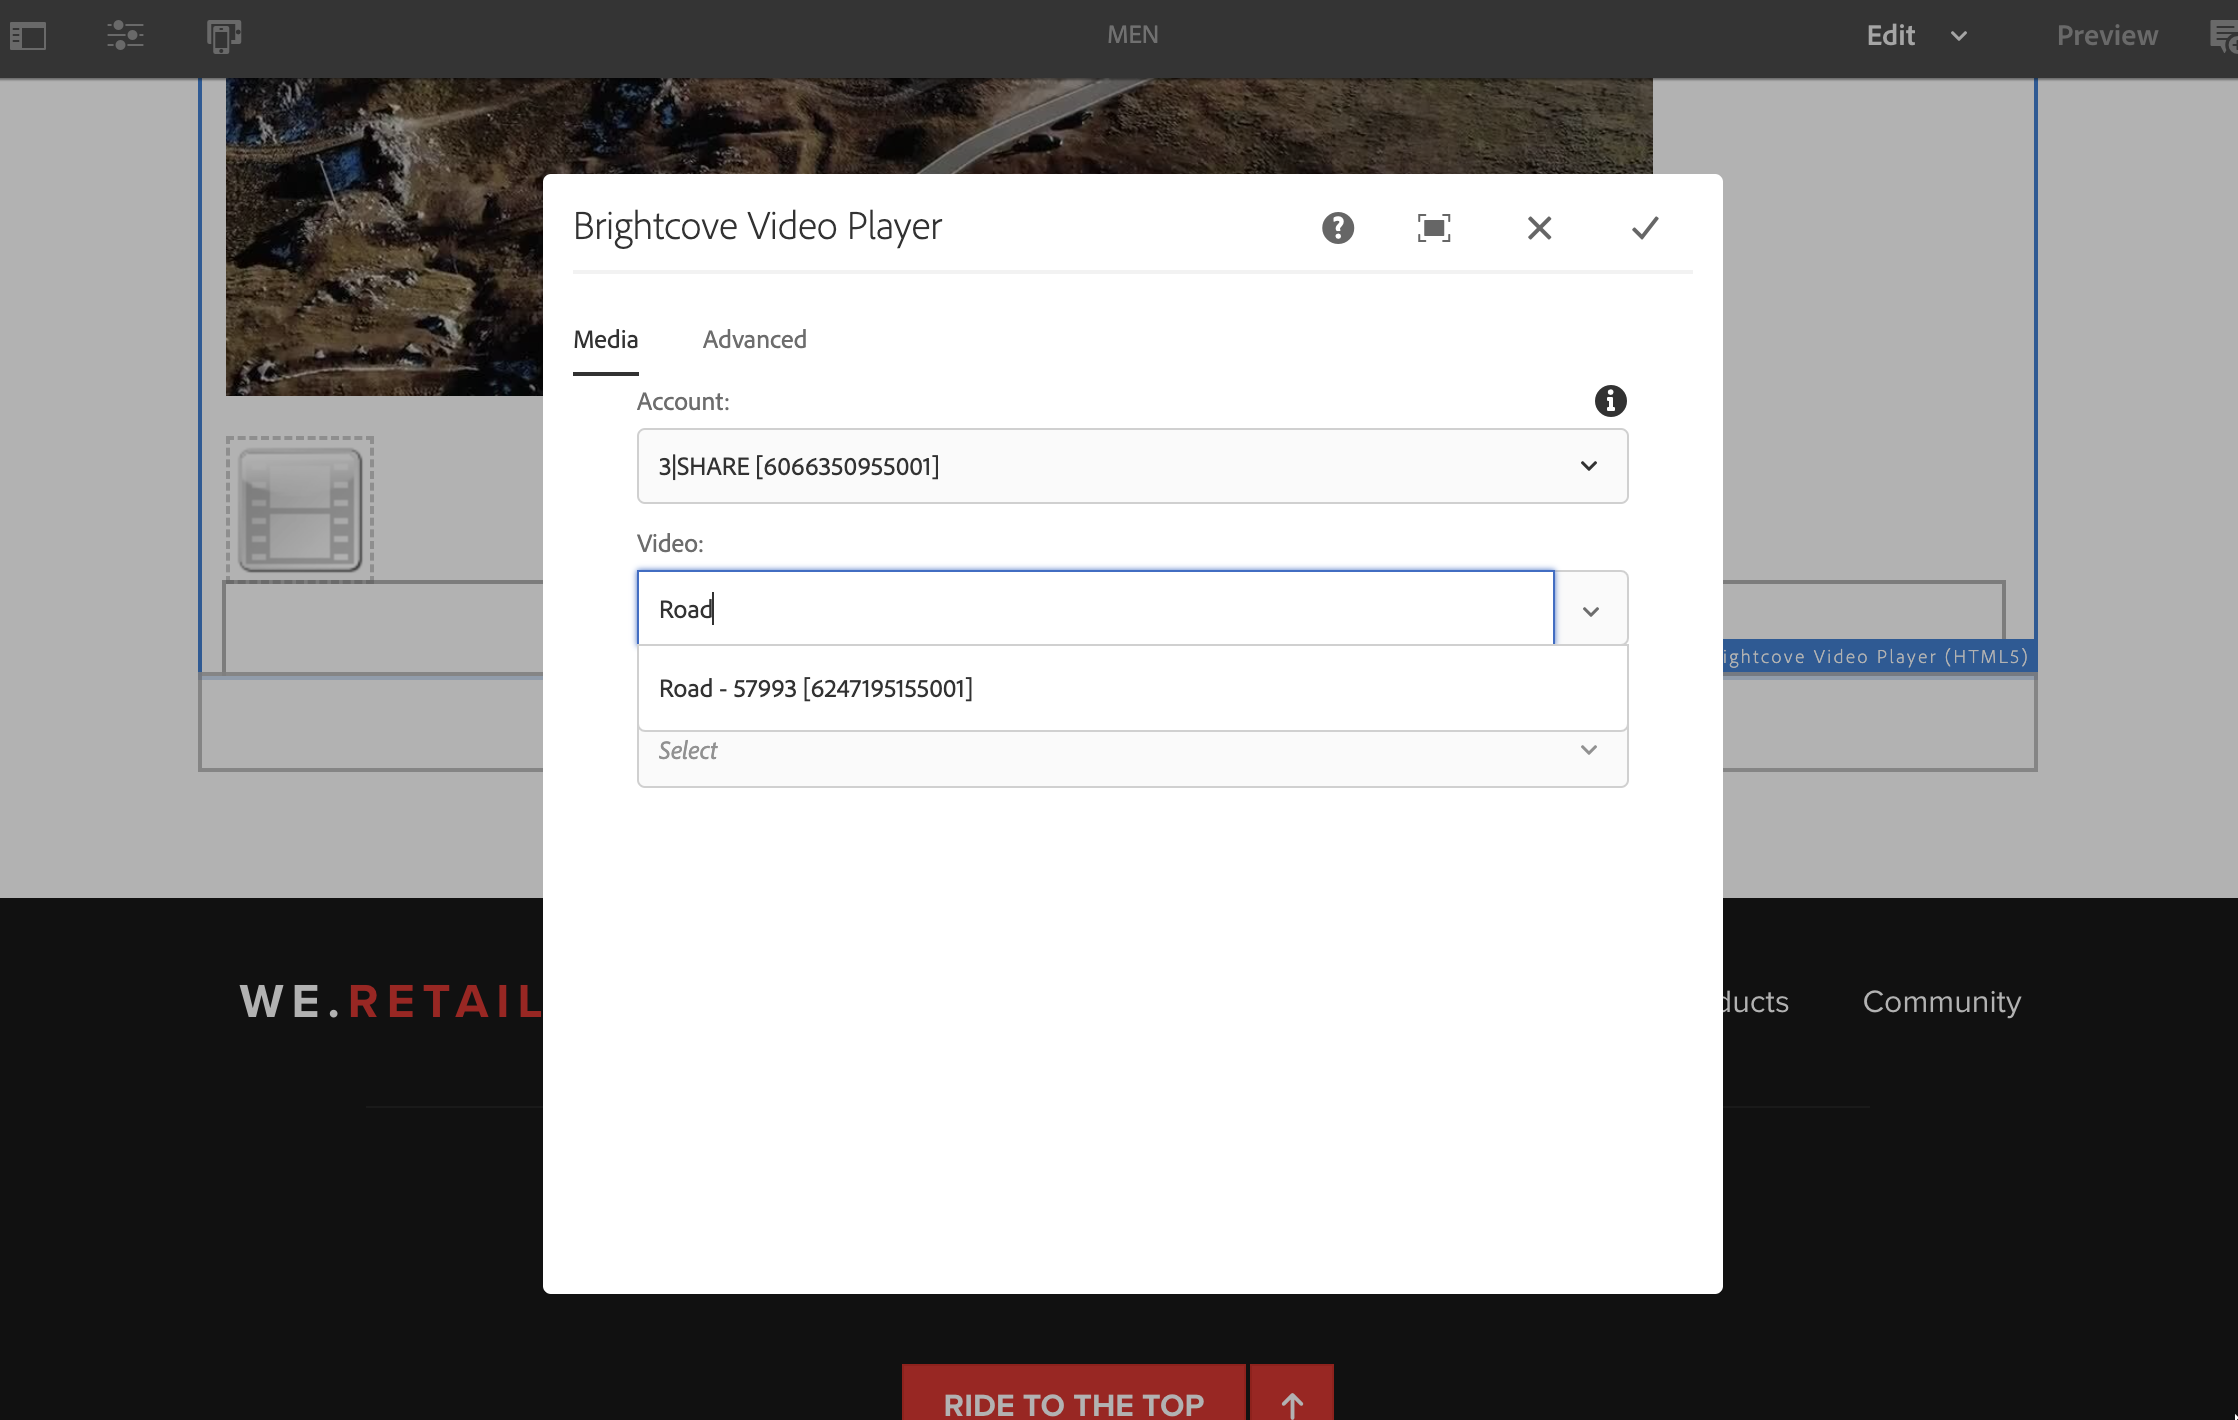 MEN
Edit
Preview
Brightcove Video Player
Media
Advanced
Account:
3|SHARE [6066350955001]
Video:
Road
Road - 57993 [6247195155001]
Select
ightcove Video Player (HTML5)
WE.RETAIL
ducts
Community
RIDE TO THE TOP